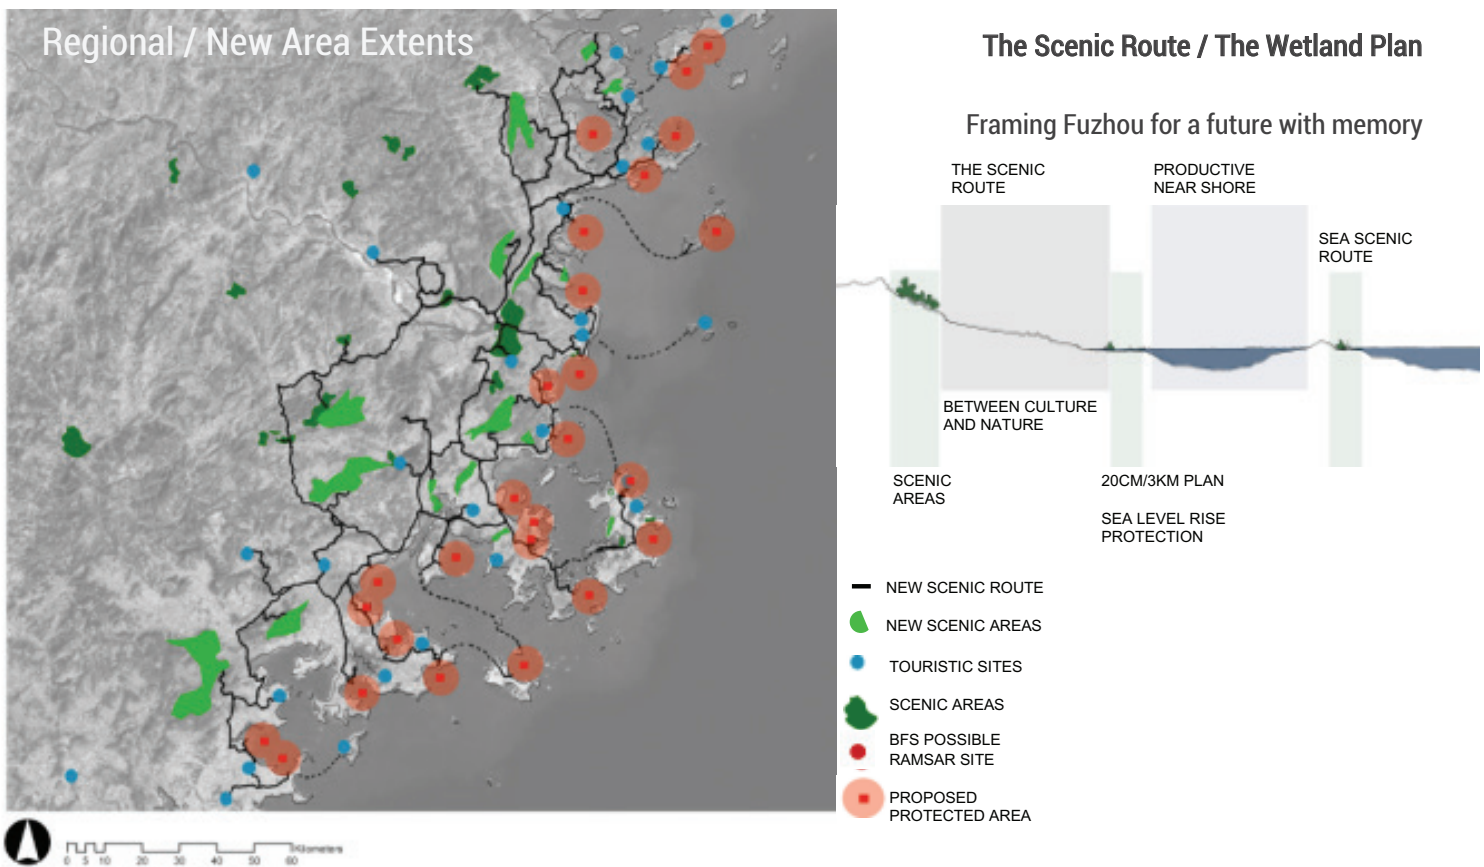 Regional / New Area Extents
The Scenic Route / The Wetland Plan
Framing Fuzhou for a future with memory
THE SCENIC
ROUTE
PRODUCTIVE
NEAR SHORE
SEA SCENIC
ROUTE
BETWEEN CULTURE
AND NATURE
SCENIC
AREAS
20CM/3KM PLAN
SEA LEVEL RISE
PROTECTION
NEW SCENIC ROUTE
NEW SCENIC AREAS
TOURISTIC SITES
SCENIC AREAS
BFS POSSIBLE
RAMSAR SITE
PROPOSED
PROTECTED AREA
0 5 10 20 30 40 50 60 Kilometers